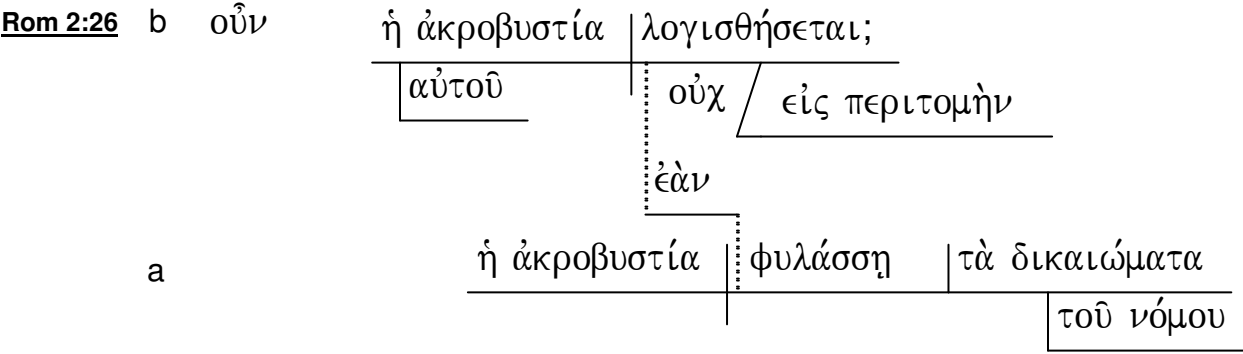 Rom 2:26 b οὖν ἡ ἀκροβυστία λογισθήσεται;
αὐτοῦ οὐχ εἰς περιτομὴν
ἐὰν
a ἡ ἀκροβυστία φυλάσσῃ τὰ δικαιώματα
τοῦ νόμου